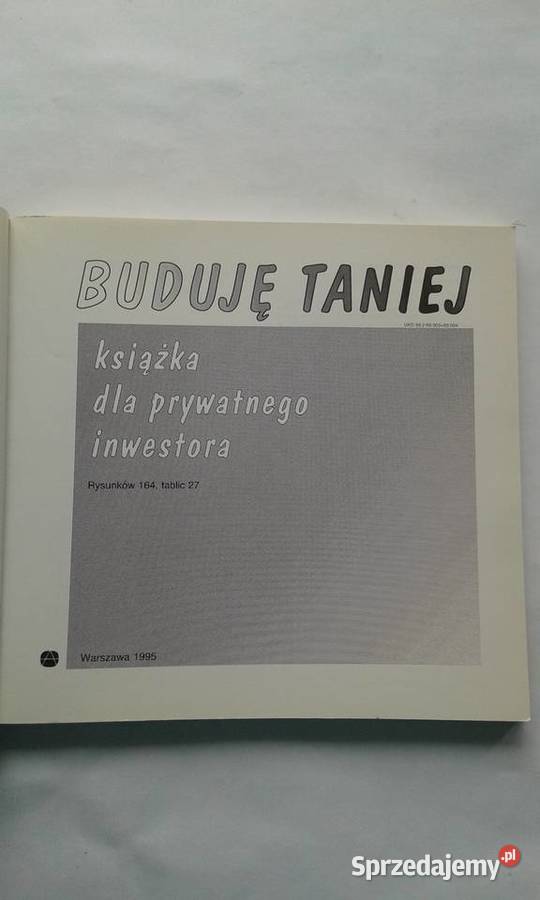 BUDUJĘ TANIEJ
książka
dla prywatnego
inwestora
Rysunków 164, tablic 27
Warszawa 1995
Sprzedajemy.pl